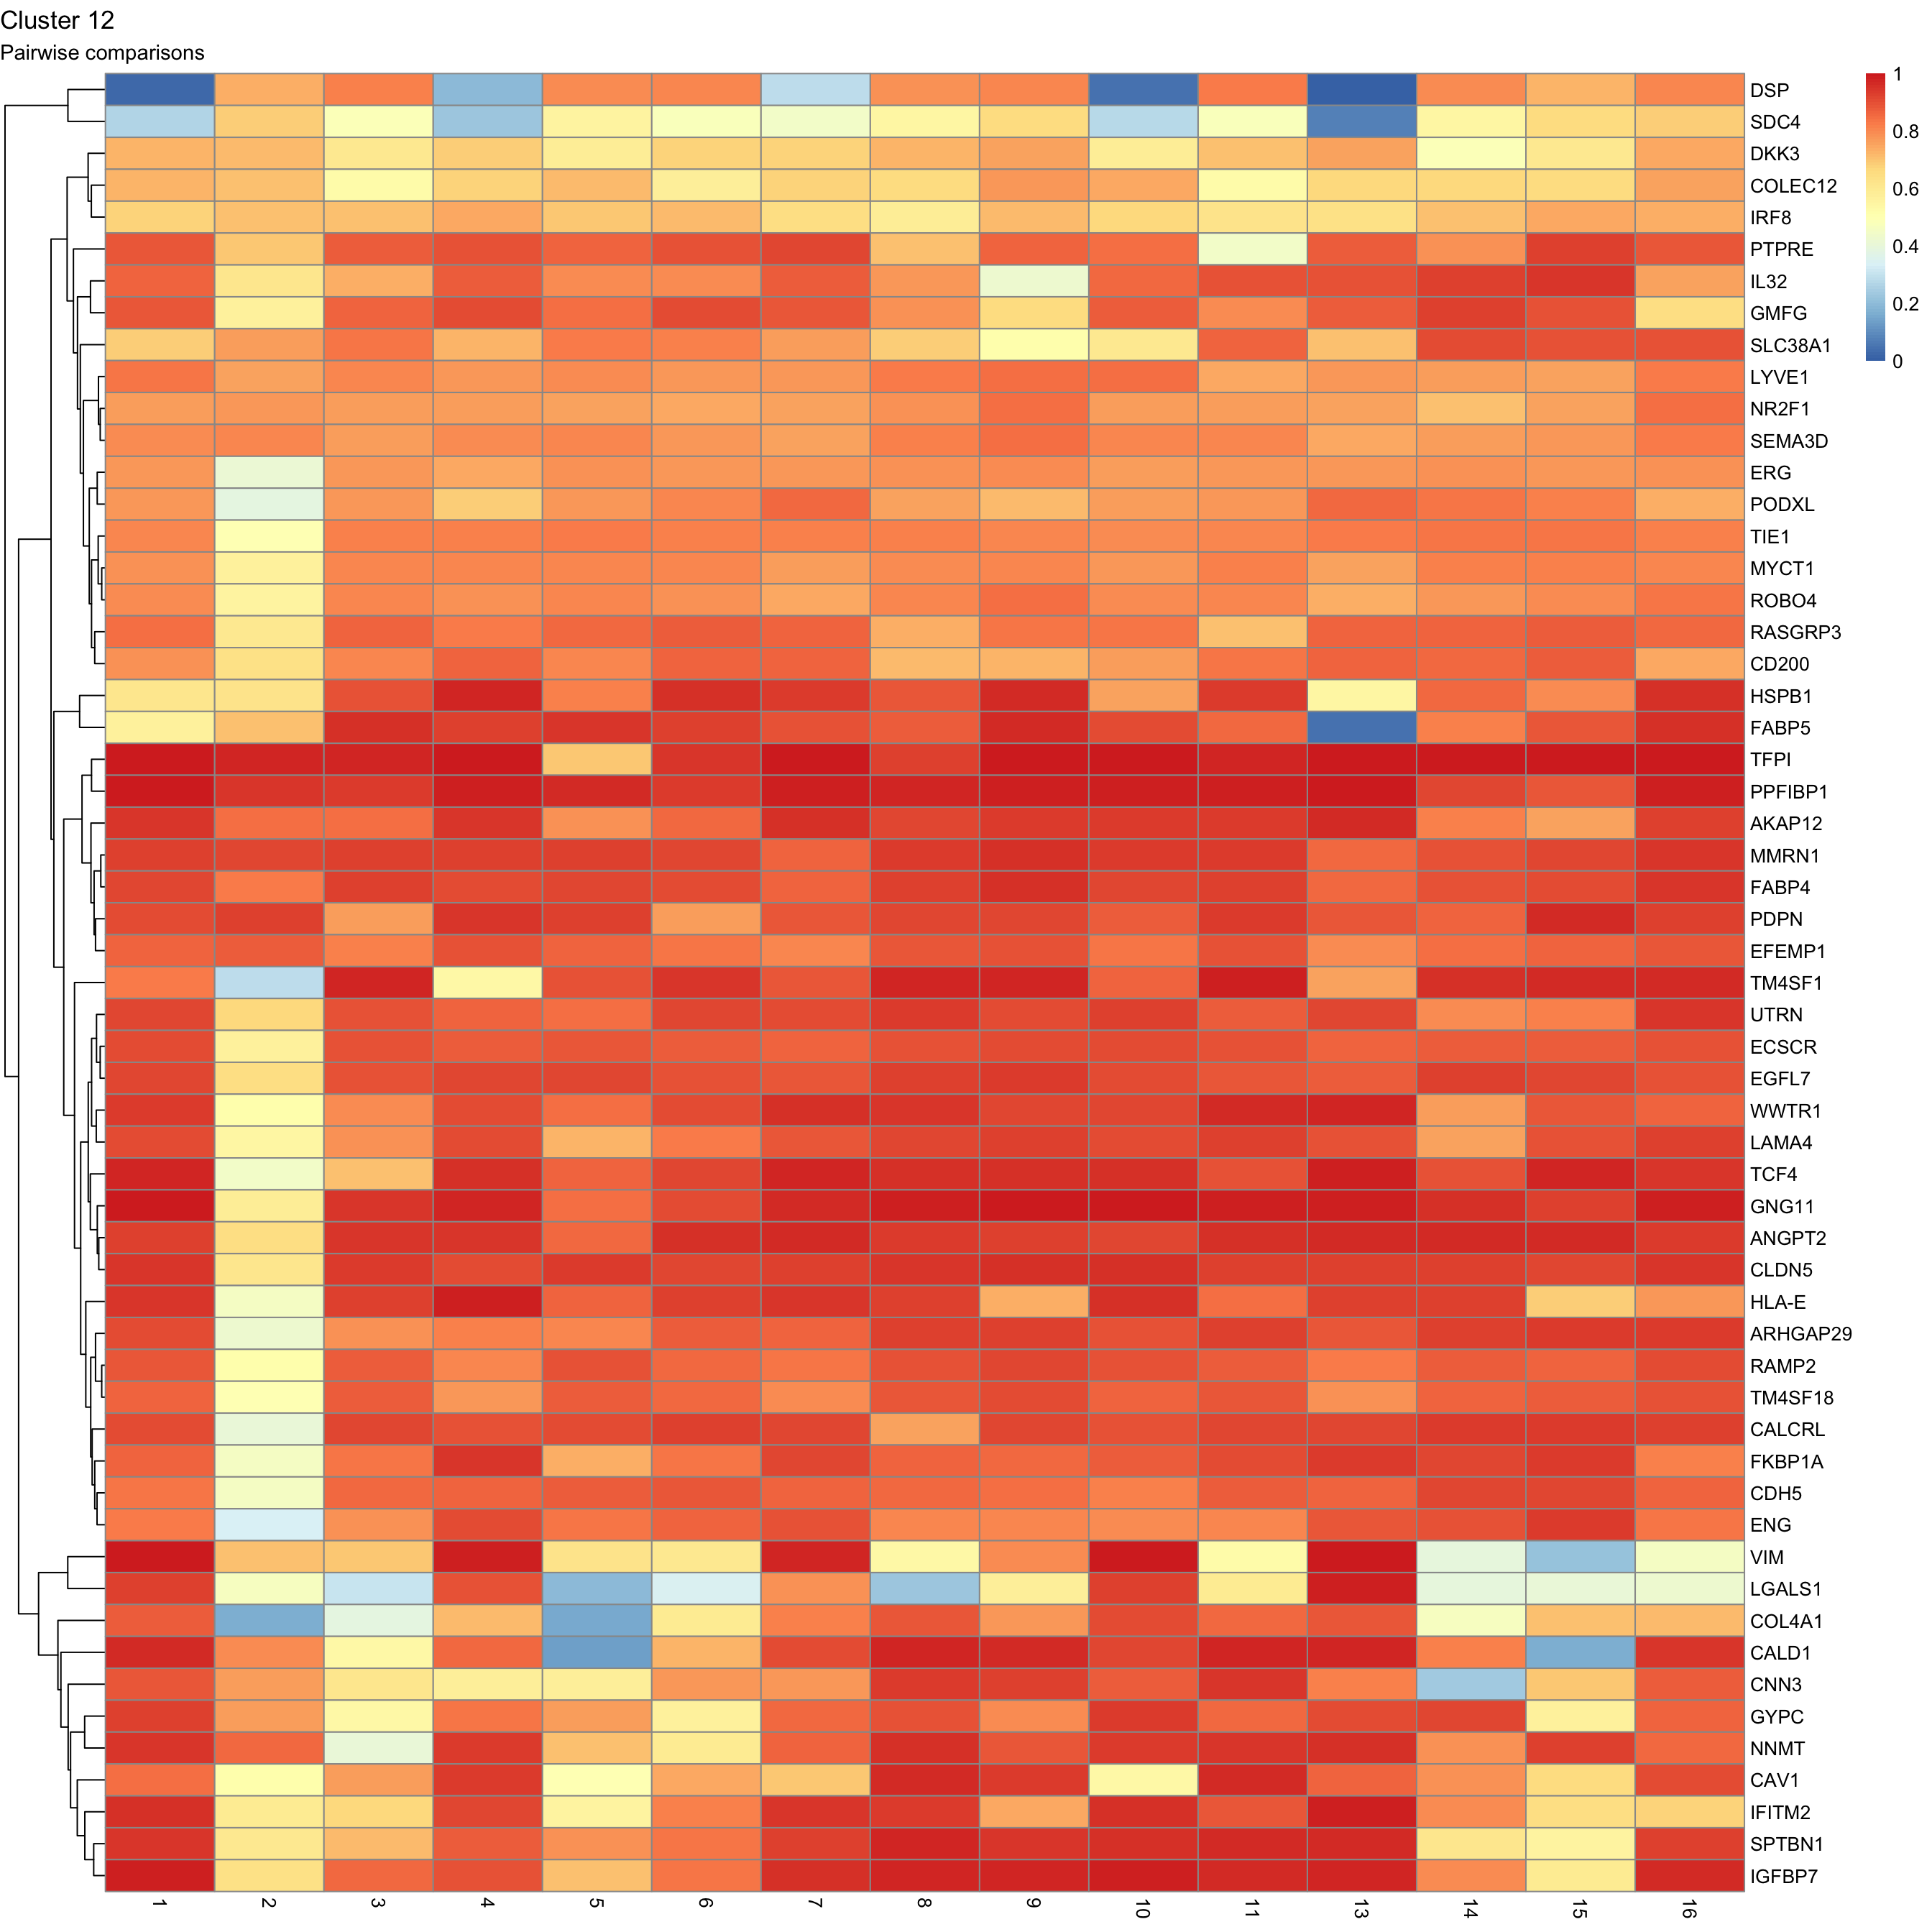 Cluster 12
Pairwise comparisons
DSP
SDC4
DKK3
COLEC12
IRF8
PTPRE
IL32
GMFG
SLC38A1
LYVE1
NR2F1
SEMA3D
ERG
PODXL
TIE1
MYCT1
ROBO4
RASGRP3
CD200
HSPB1
FABP5
TFPI
PPFIBP1
AKAP12
MMRN1
FABP4
PDPN
EFEMP1
TM4SF1
UTRN
ECSCR
EGFL7
WWTR1
LAMA4
TCF4
GNG11
ANGPT2
CLDN5
HLA-E
ARHGAP29
RAMP2
TM4SF18
CALCRL
FKBP1A
CDH5
ENG
VIM
LGALS1
COL4A1
CALD1
CNN3
GYPC
NNMT
CAV1
IFITM2
SPTBN1
IGFBP7
1 2 3 4 5 6 7 8 9 10 11 13 14 15 16
1
0.8
0.6
0.4
0.2
0